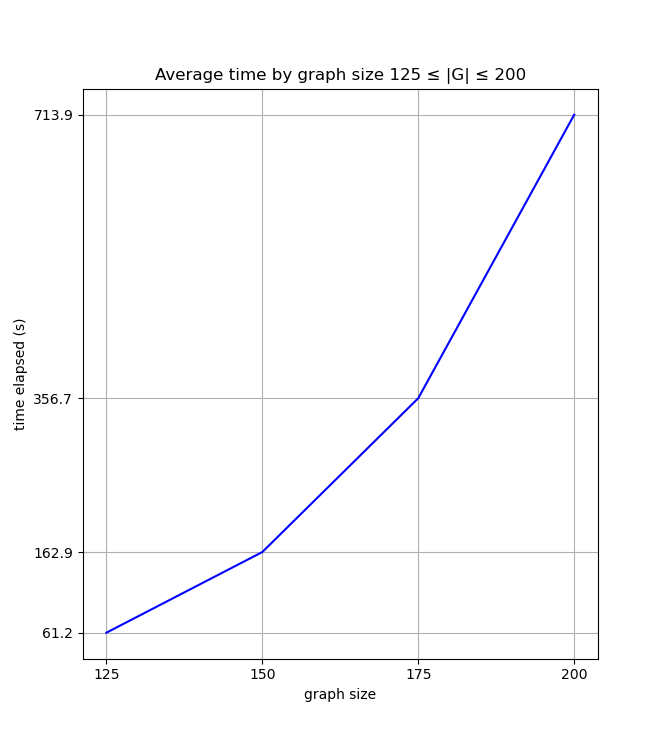 Average time by graph size 125 ≤ |G| ≤ 200
713.9
356.7
162.9
61.2
time elapsed (s)
125 150 175 200
graph size